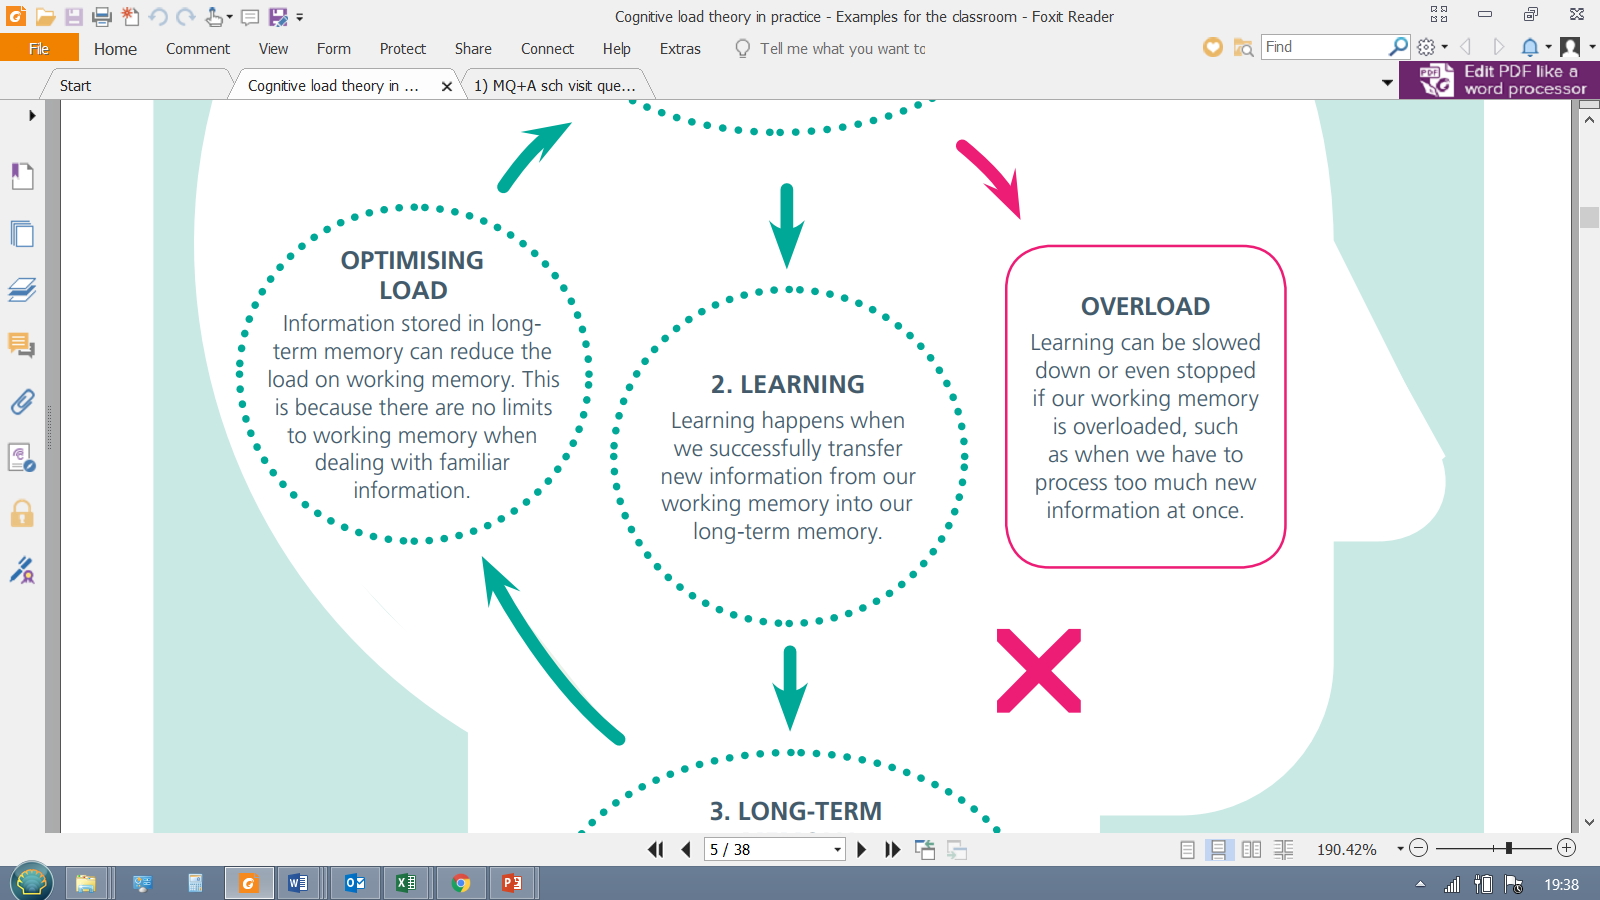 Cognitive load theory in practice - Examples for the classroom - Foxit Reader
File Home Comment View Form Protect Share Connect Help Extras Tell me what you want to Find
Start Cognitive load theory in ... 1) MQ+A sch visit que...
Edit PDF like a
word processor
OPTIMISING
LOAD
Information stored in long-
term memory can reduce the
load on working memory. This
is because there are no limits
to working memory when
dealing with familiar
information.
2. LEARNING
Learning happens when
we successfully transfer
new information from our
working memory into our
long-term memory.
OVERLOAD
Learning can be slowed
down or even stopped
if our working memory
is overloaded, such
as when we have to
process too much new
information at once.
3. LONG-TERM
5 / 38 190.42%
19:38